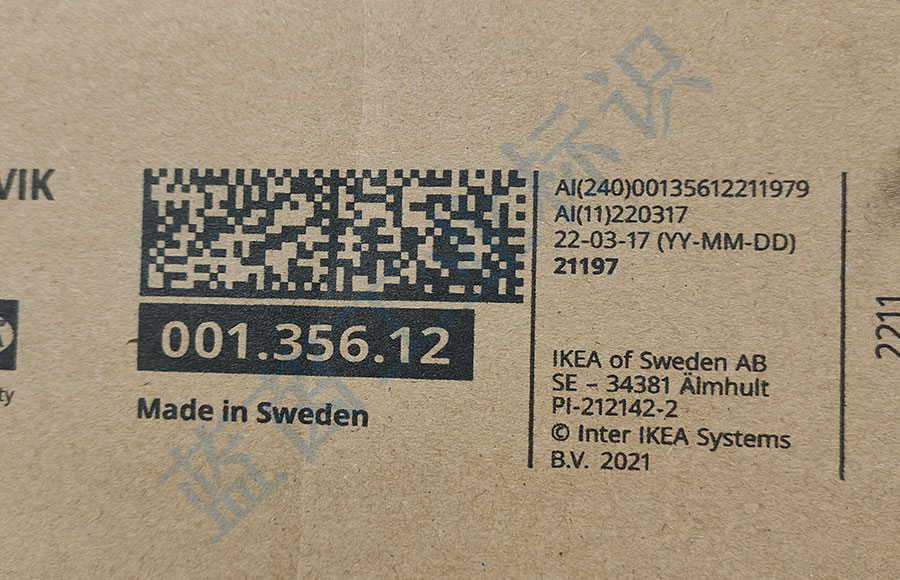 VIK
ty
001.356.12
Made in Sweden
AI(240)00135612211979
AI(11)220317
22-03-17 (YY-MM-DD)
21197
IKEA of Sweden AB
SE – 34381 Älmhult
PI-212142-2
© Inter IKEA Systems
B.V. 2021
2211
蓝
标识